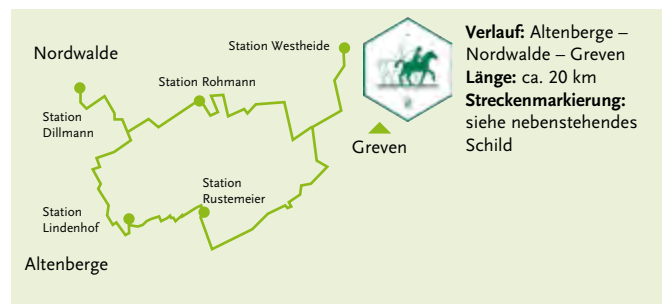 Nordwalde
Station Westheide
Station Rohmann
Station
Dillmann
Station
Rustemeier
Station
Lindenhof
Altenberge
Greven
Verlauf: Altenberge –
Nordwalde – Greven
Länge: ca. 20 km
Streckenmarkierung:
siehe nebenstehendes
Schild